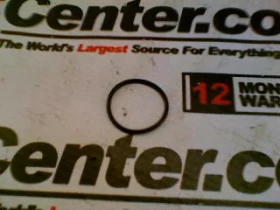 Center.co
The World's Largest Source For Everything
12 MON
WAR
Center.co